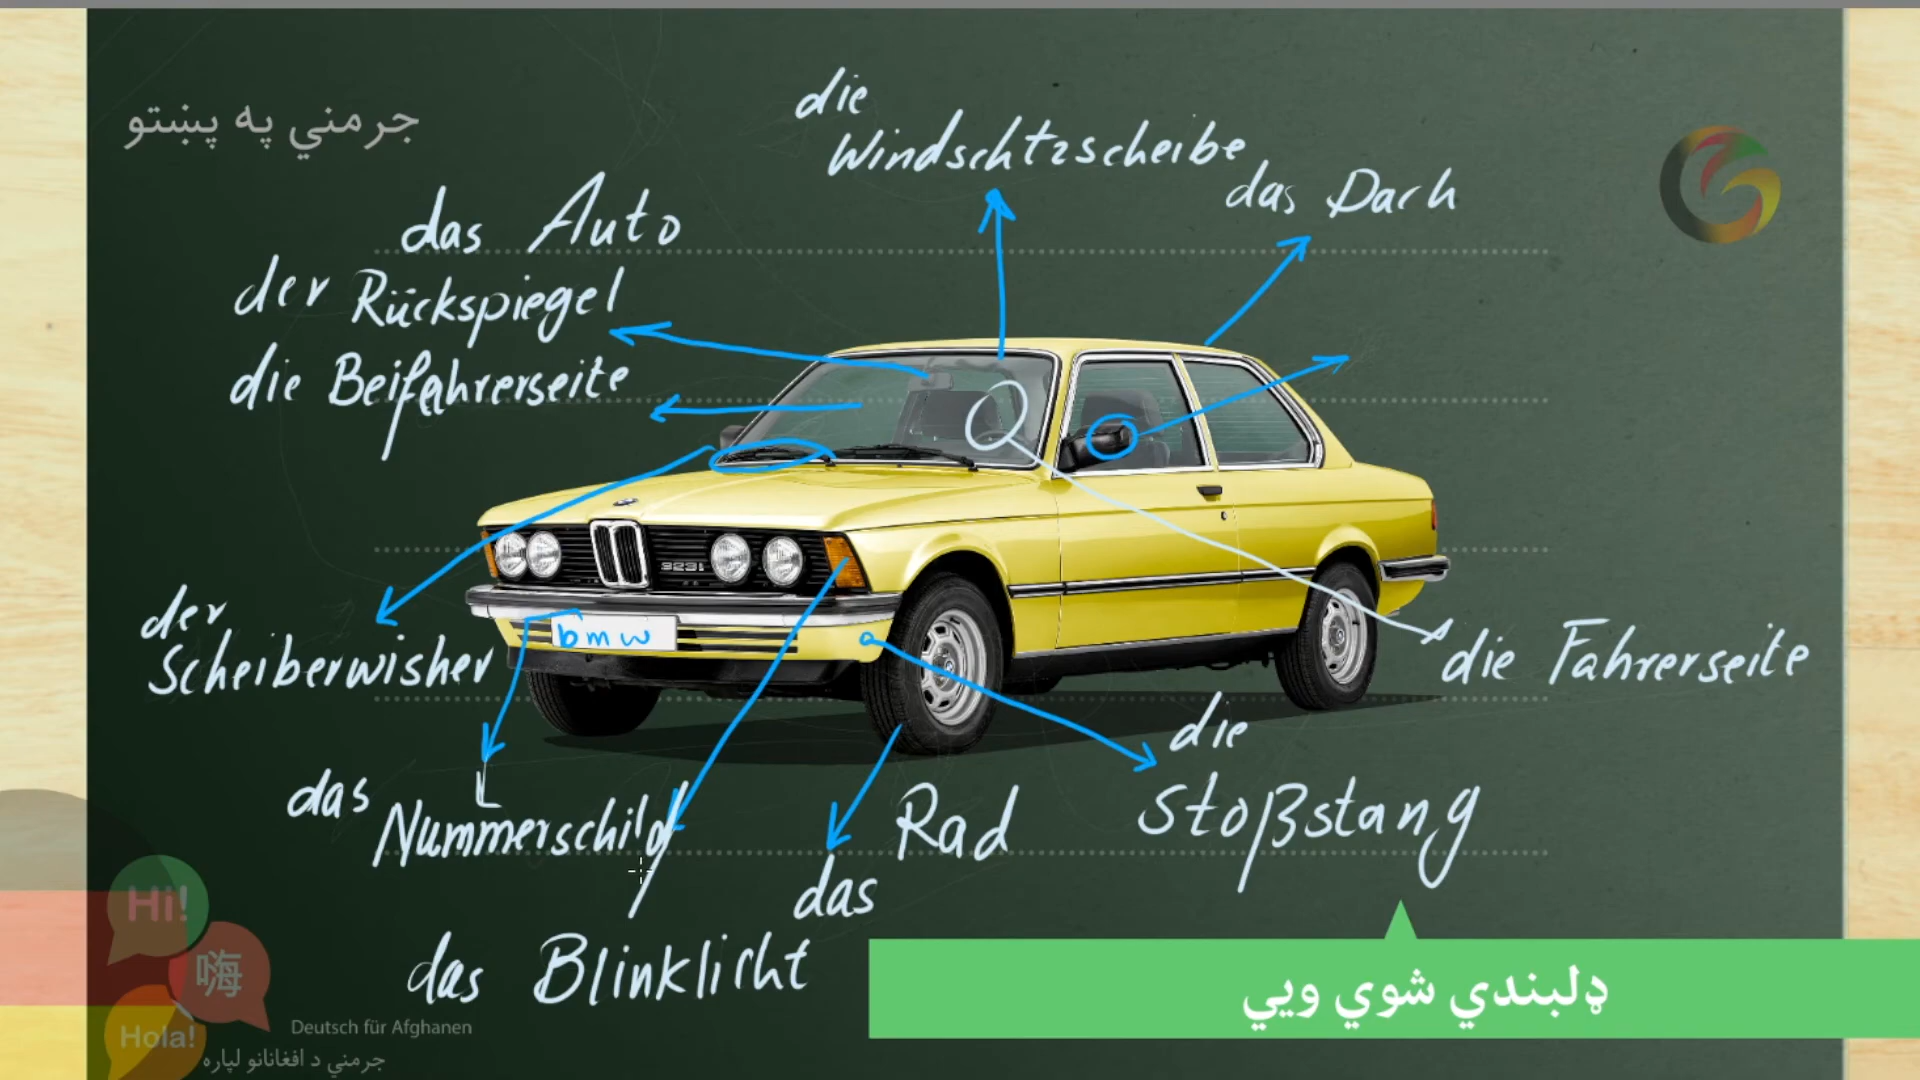 جرمني په پښتو
die
Windschtzscheibe
das Dach
das Auto
der Rückspiegel
die Beifahrerseite
der
Scheiberwisher
bmw
323i
die Fahrerseite
die
Stoßstang
das
Nummerschild
Rad
das
das Blinklicht
ډلبندي شوي ويي
Hi!
嗨
Hola!
Deutsch für Afghanen
جرمني د افغانانو لپاره